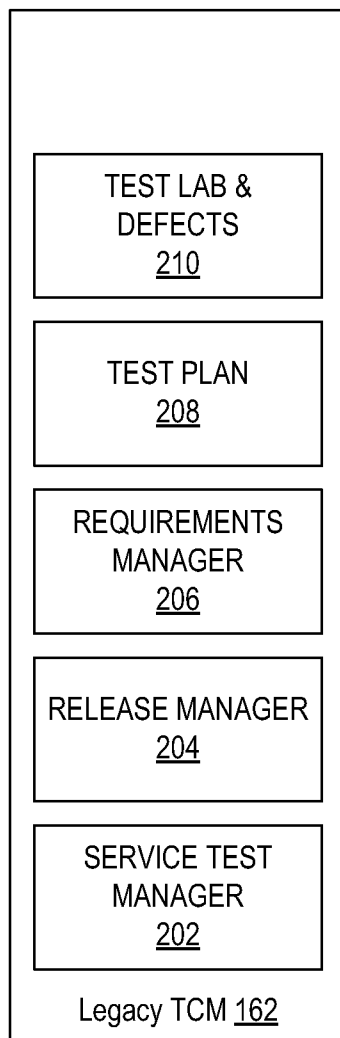 TEST LAB &
DEFECTS
210
TEST PLAN
208
REQUIREMENTS
MANAGER
206
RELEASE MANAGER
204
SERVICE TEST
MANAGER
202
Legacy TCM 162